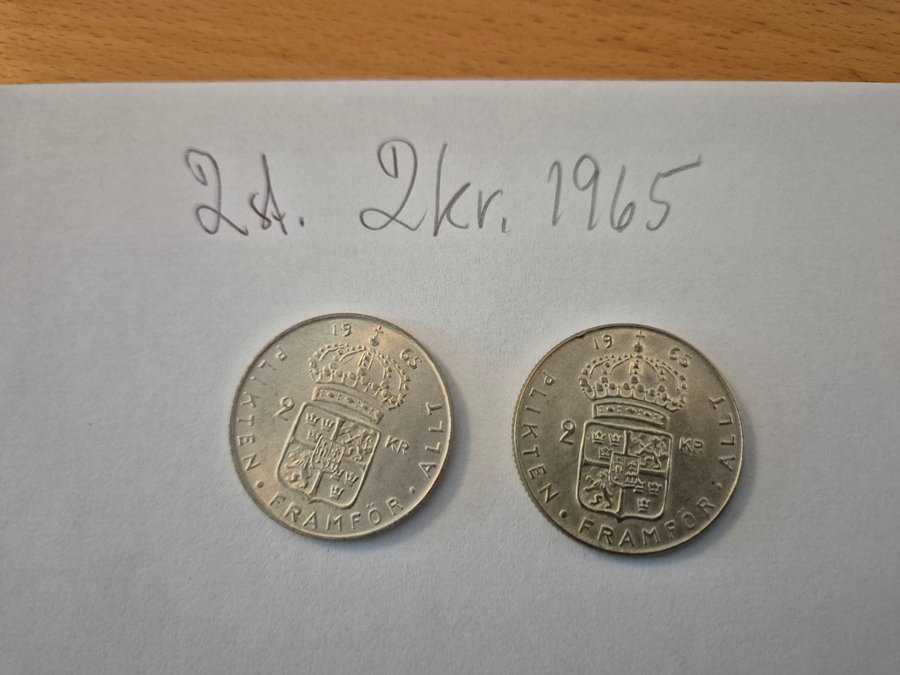 2st. 2kr. 1965
19 65
PLIKTEN · FRAMFÖR · ALLT
2 KR
19 65
PLIKTEN · FRAMFÖR · ALLT
2 KR